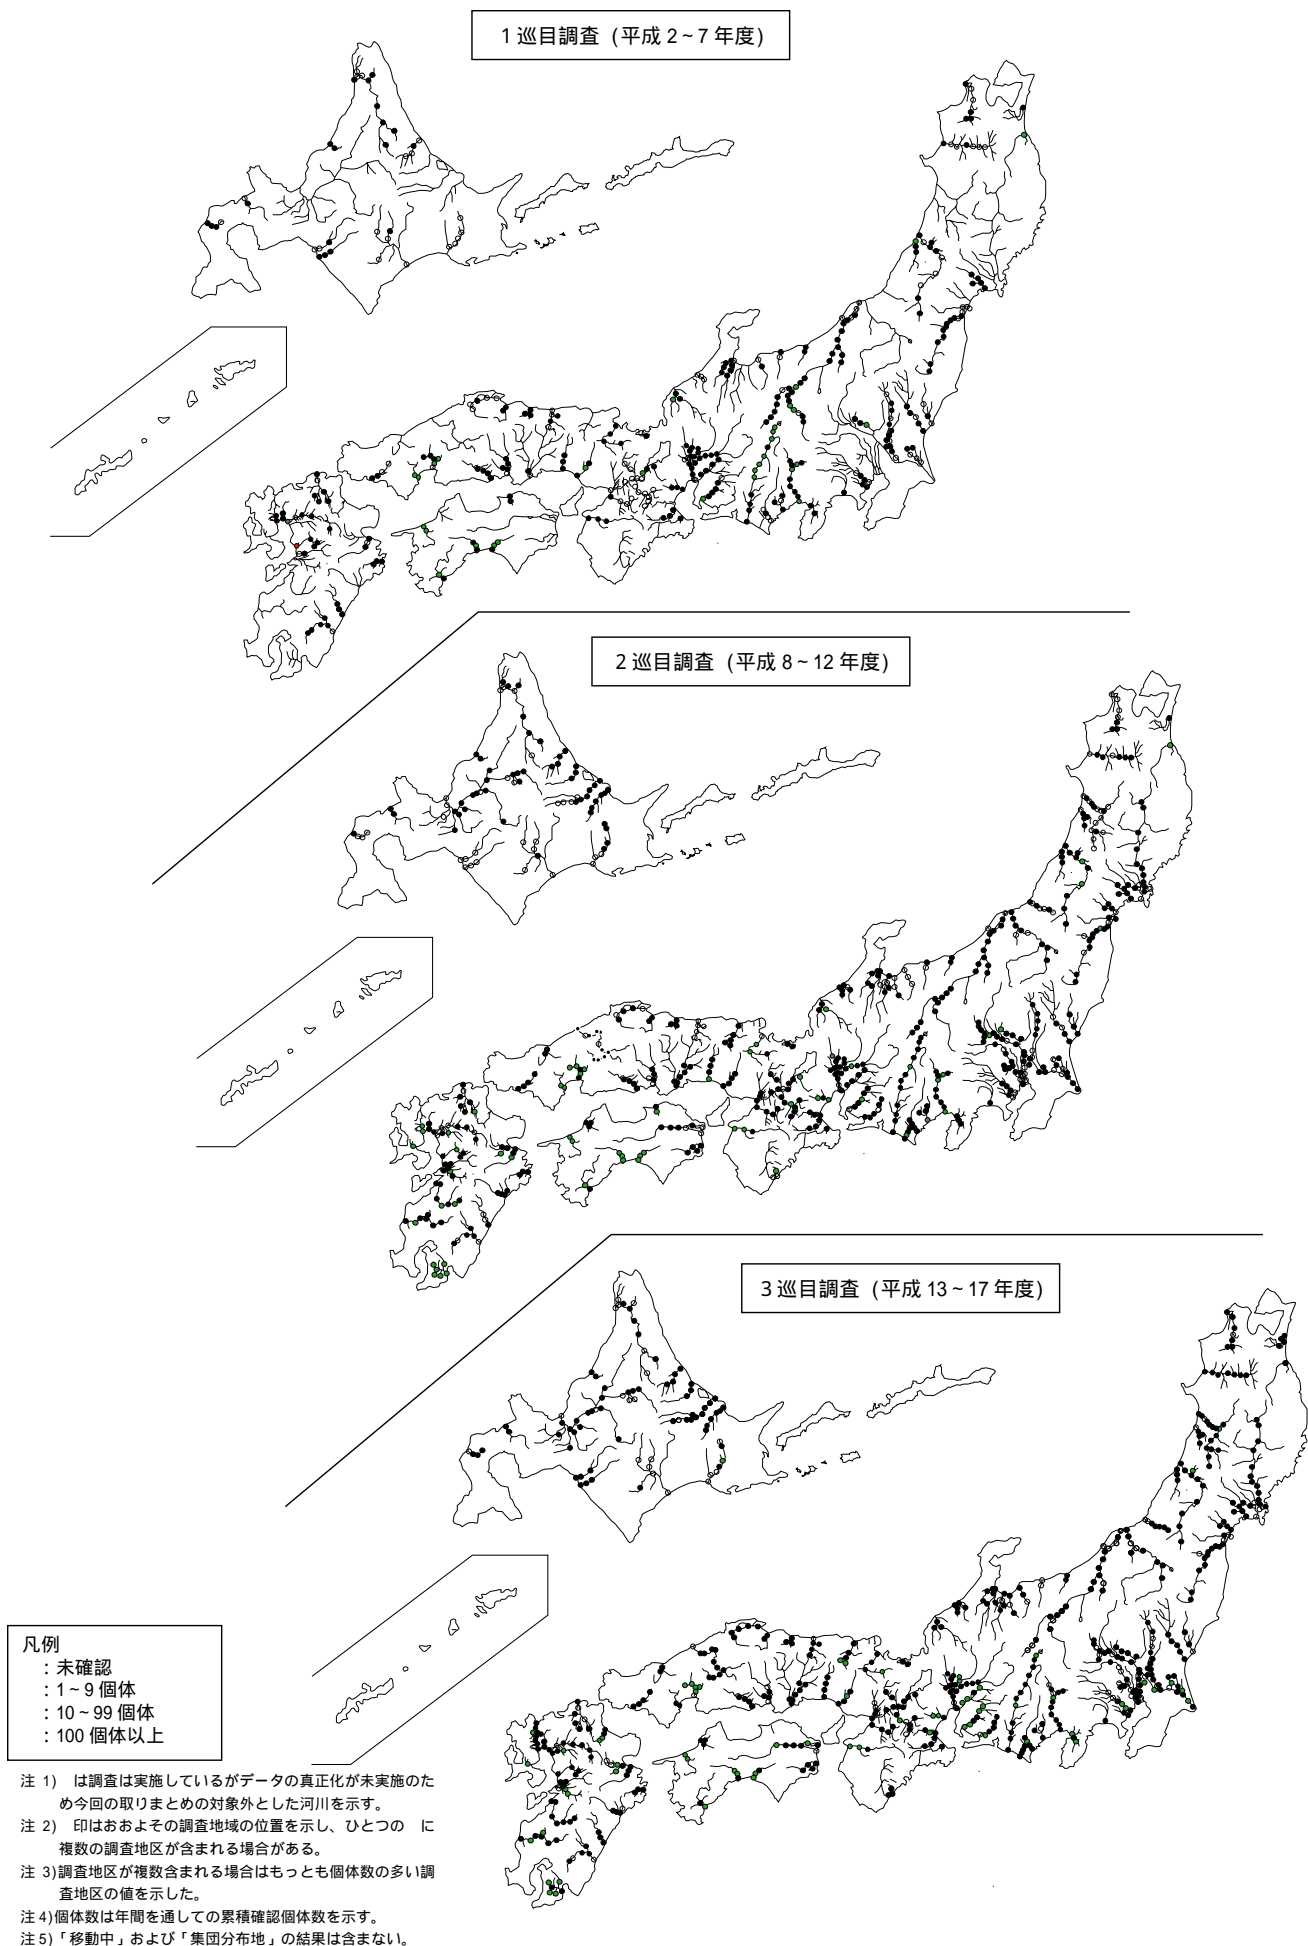 1巡目調査 (平成 2~7 年度)
2巡目調査 (平成 8~12 年度)
3巡目調査 (平成 13~17 年度)
凡例
: 未確認
: 1~9 個体
: 10~99 個体
: 100 個体以上
注 1) は調査は実施しているがデータの真正化が未実施のた
め今回の取りまとめの対象外とした河川を示す。
注 2) 印はおおよその調査地域の位置を示し、ひとつの に
複数の調査地区が含まれる場合がある。
注 3)調査地区が複数含まれる場合はもっとも個体数の多い調
査地区の値を示した。
注 4)個体数は年間を通しての累積確認個体数を示す。
注 5)「移動中」および「集団分布地」の結果は含まない。